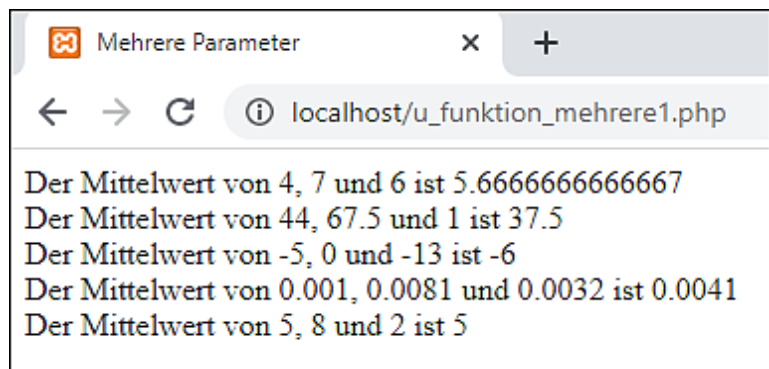 Mehrere Parameter
localhost/u_funktion_mehrere1.php
Der Mittelwert von 4, 7 und 6 ist 5.6666666666667
Der Mittelwert von 44, 67.5 und 1 ist 37.5
Der Mittelwert von -5, 0 und -13 ist -6
Der Mittelwert von 0.001, 0.0081 und 0.0032 ist 0.0041
Der Mittelwert von 5, 8 und 2 ist 5